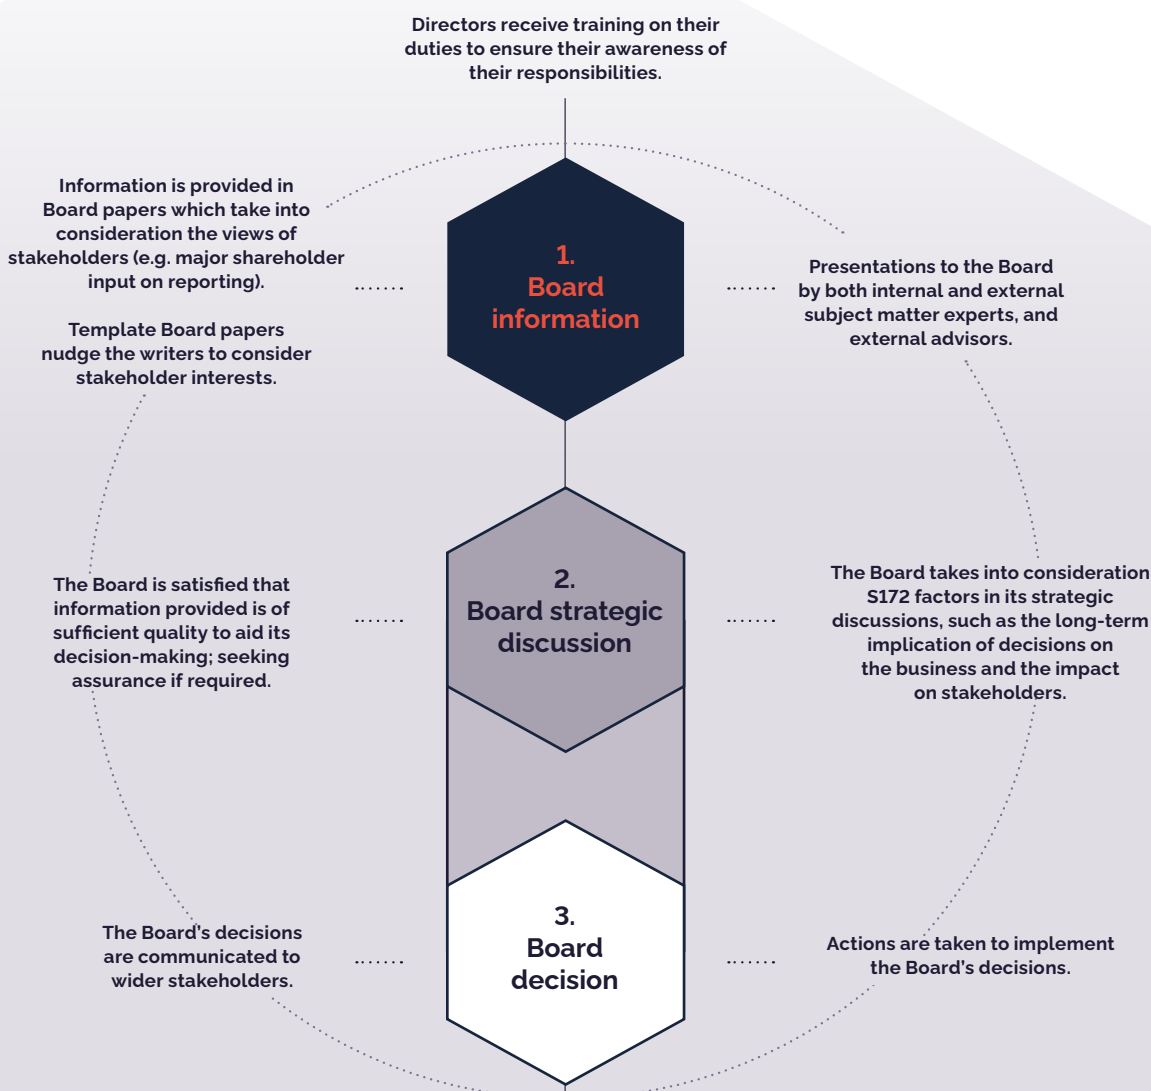 Directors receive training on their
duties to ensure their awareness of
their responsibilities.
Information is provided in
Board papers which take into
consideration the views of
stakeholders (e.g. major shareholder
input on reporting).
Template Board papers
nudge the writers to consider
stakeholder interests.
1.
Board
information
Presentations to the Board
by both internal and external
subject matter experts, and
external advisors.
The Board is satisfied that
information provided is of
sufficient quality to aid its
decision-making; seeking
assurance if required.
2.
Board strategic
discussion
The Board takes into consideration
S172 factors in its strategic
discussions, such as the long-term
implication of decisions on
the business and the impact
on stakeholders.
The Board’s decisions
are communicated to
wider stakeholders.
3.
Board
decision
Actions are taken to implement
the Board’s decisions.